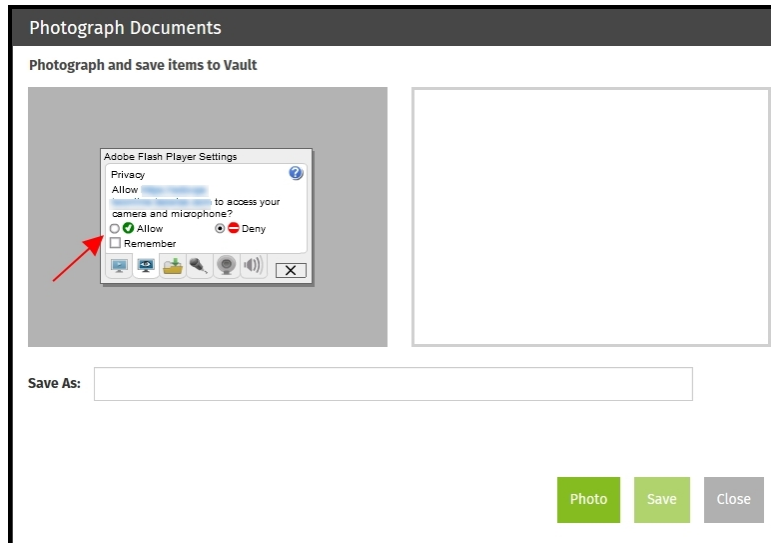 Photograph Documents
Photograph and save items to Vault
Adobe Flash Player Settings
Privacy
Allow
to access your
camera and microphone?
Allow Deny
Remember
Save As:
Photo Save Close